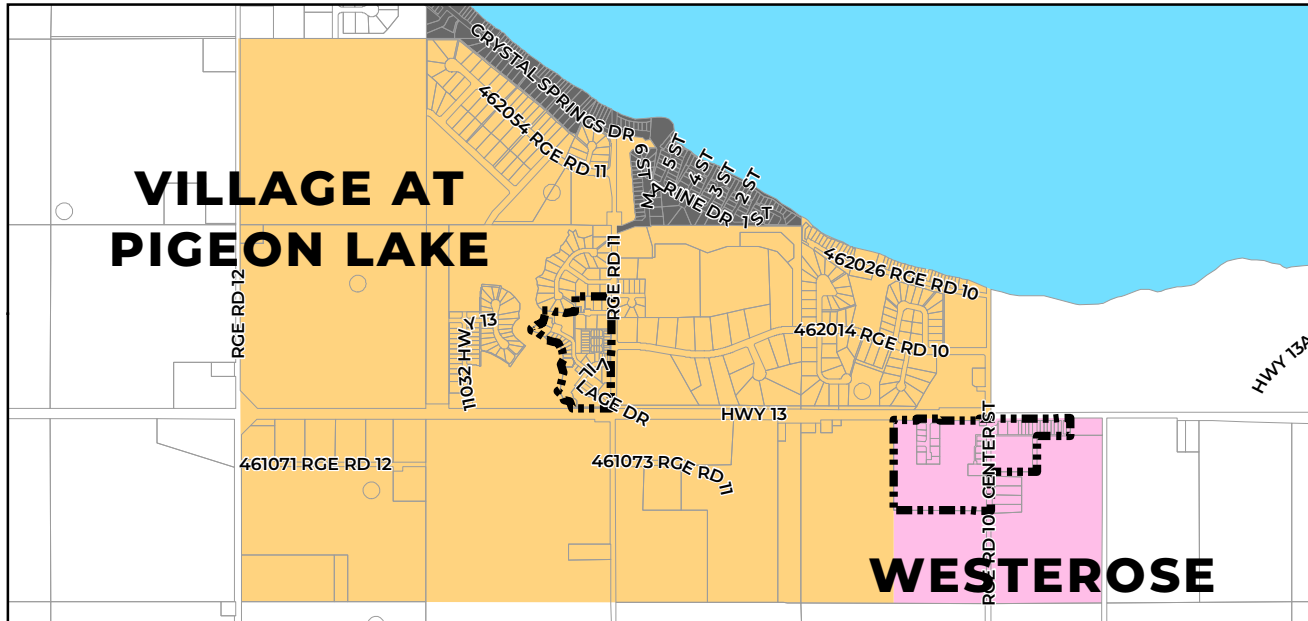 CRYSTAL SPRINGS DR
462054 RGE RD 11
6 ST
5 ST
4 ST
3 ST
2 ST
1 ST
MARINE DR
VILLAGE AT
PIGEON LAKE
RGE RD 12
RGE RD 11
462026 RGE RD 10
11032 HWY 13
462014 RGE RD 10
HWY 13A
VILLAGE DR
HWY 13
461071 RGE RD 12
461073 RGE RD 11
CENTER ST
RGE RD 10
WESTEROSE